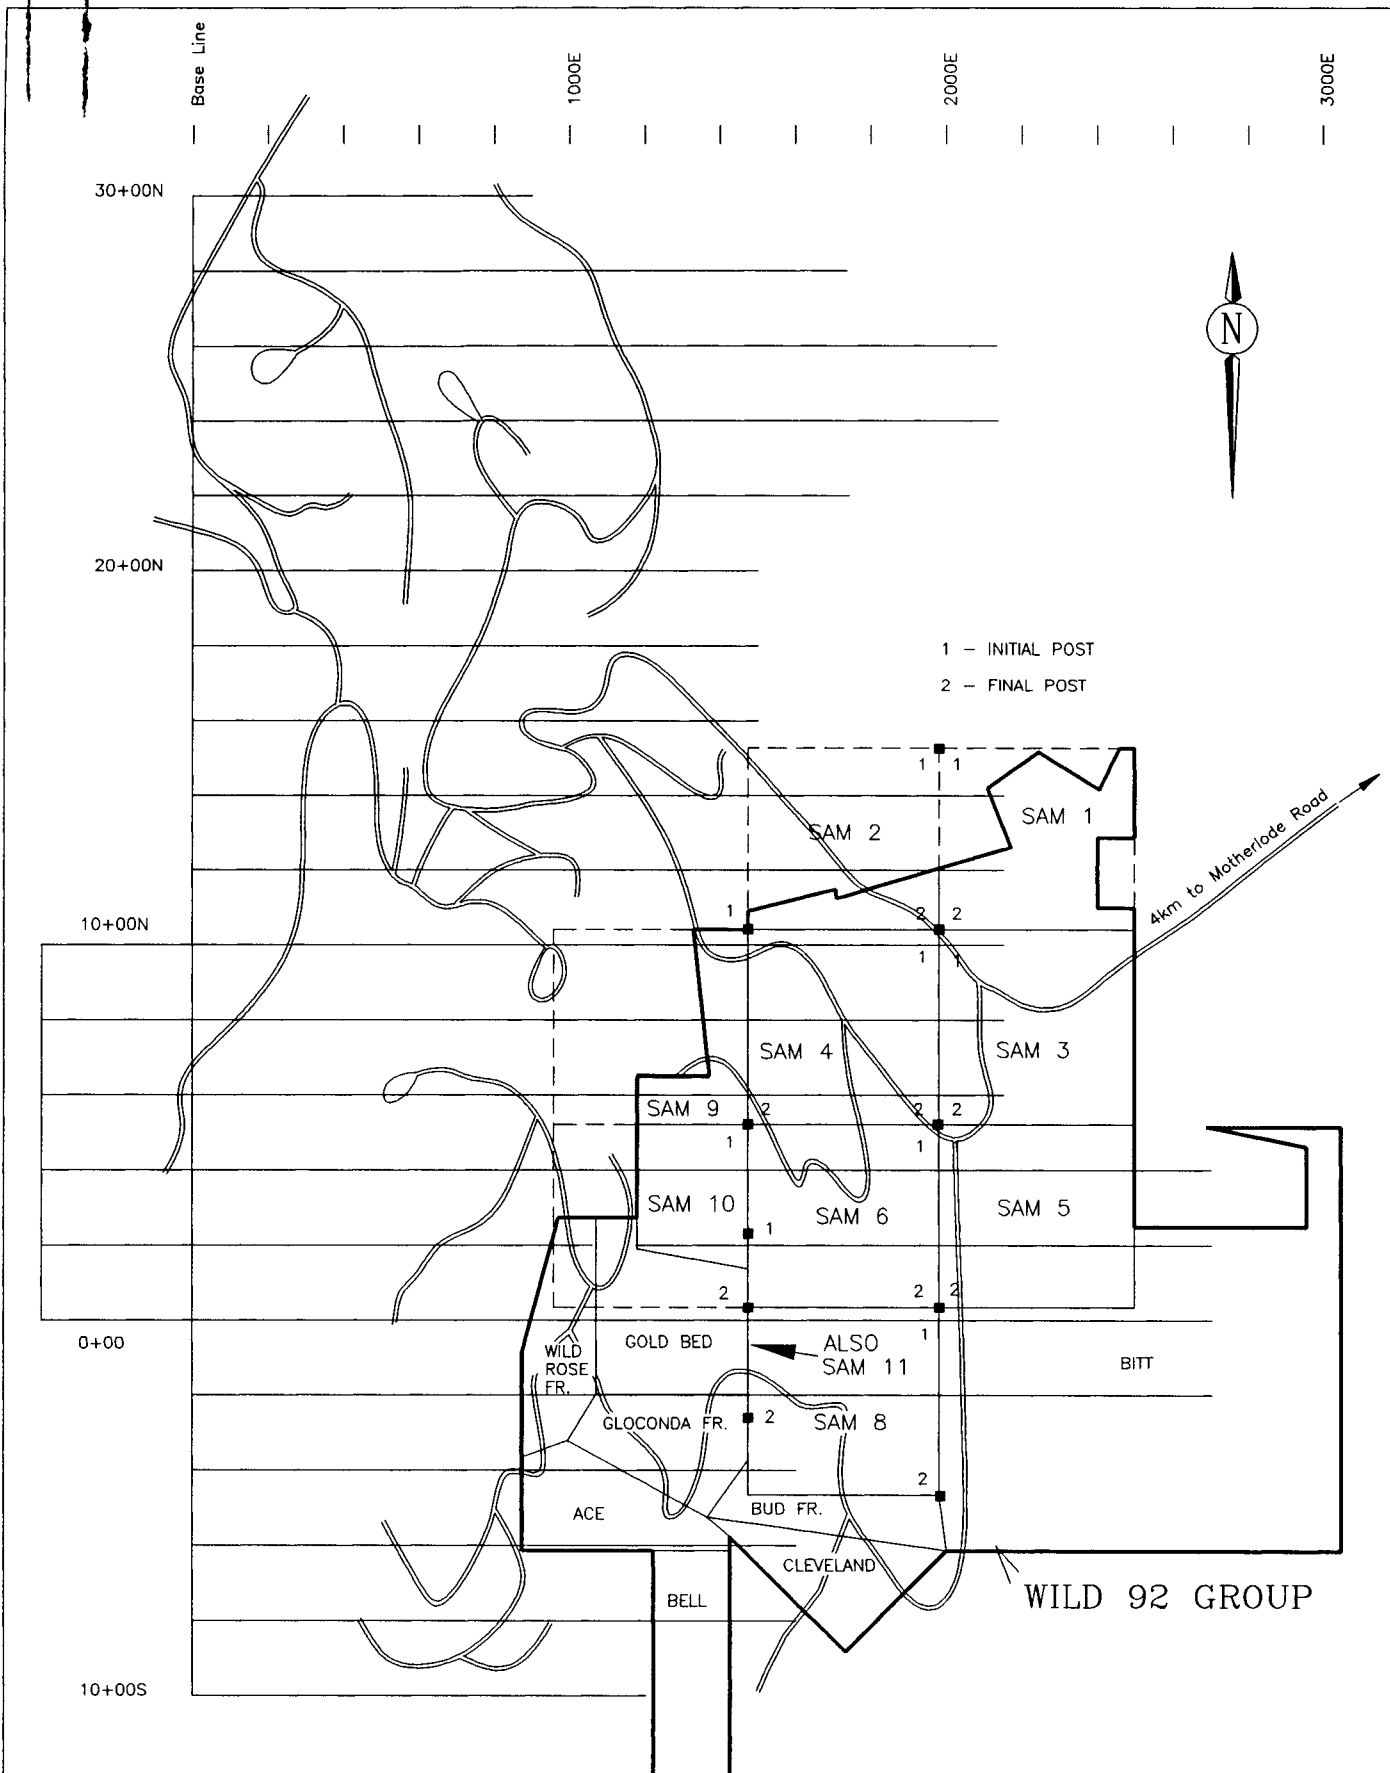 Base Line
1000E
2000E
3000E
30+00N
N
20+00N
1 – INITIAL POST
2 – FINAL POST
1 1
SAM 1
SAM 2
4km to Motherlode Road
1
2 2
10+00N
1 1
SAM 4
SAM 3
SAM 9
2
2 2
1
1
SAM 10
SAM 6
SAM 5
1
2
2 2
1
0+00
GOLD BED
ALSO
SAM 11
WILD
ROSE
FR.
BITT
GLOCONDA FR.
2
SAM 8
2
ACE
BUD FR.
CLEVELAND
BELL
WILD 92 GROUP
10+00S